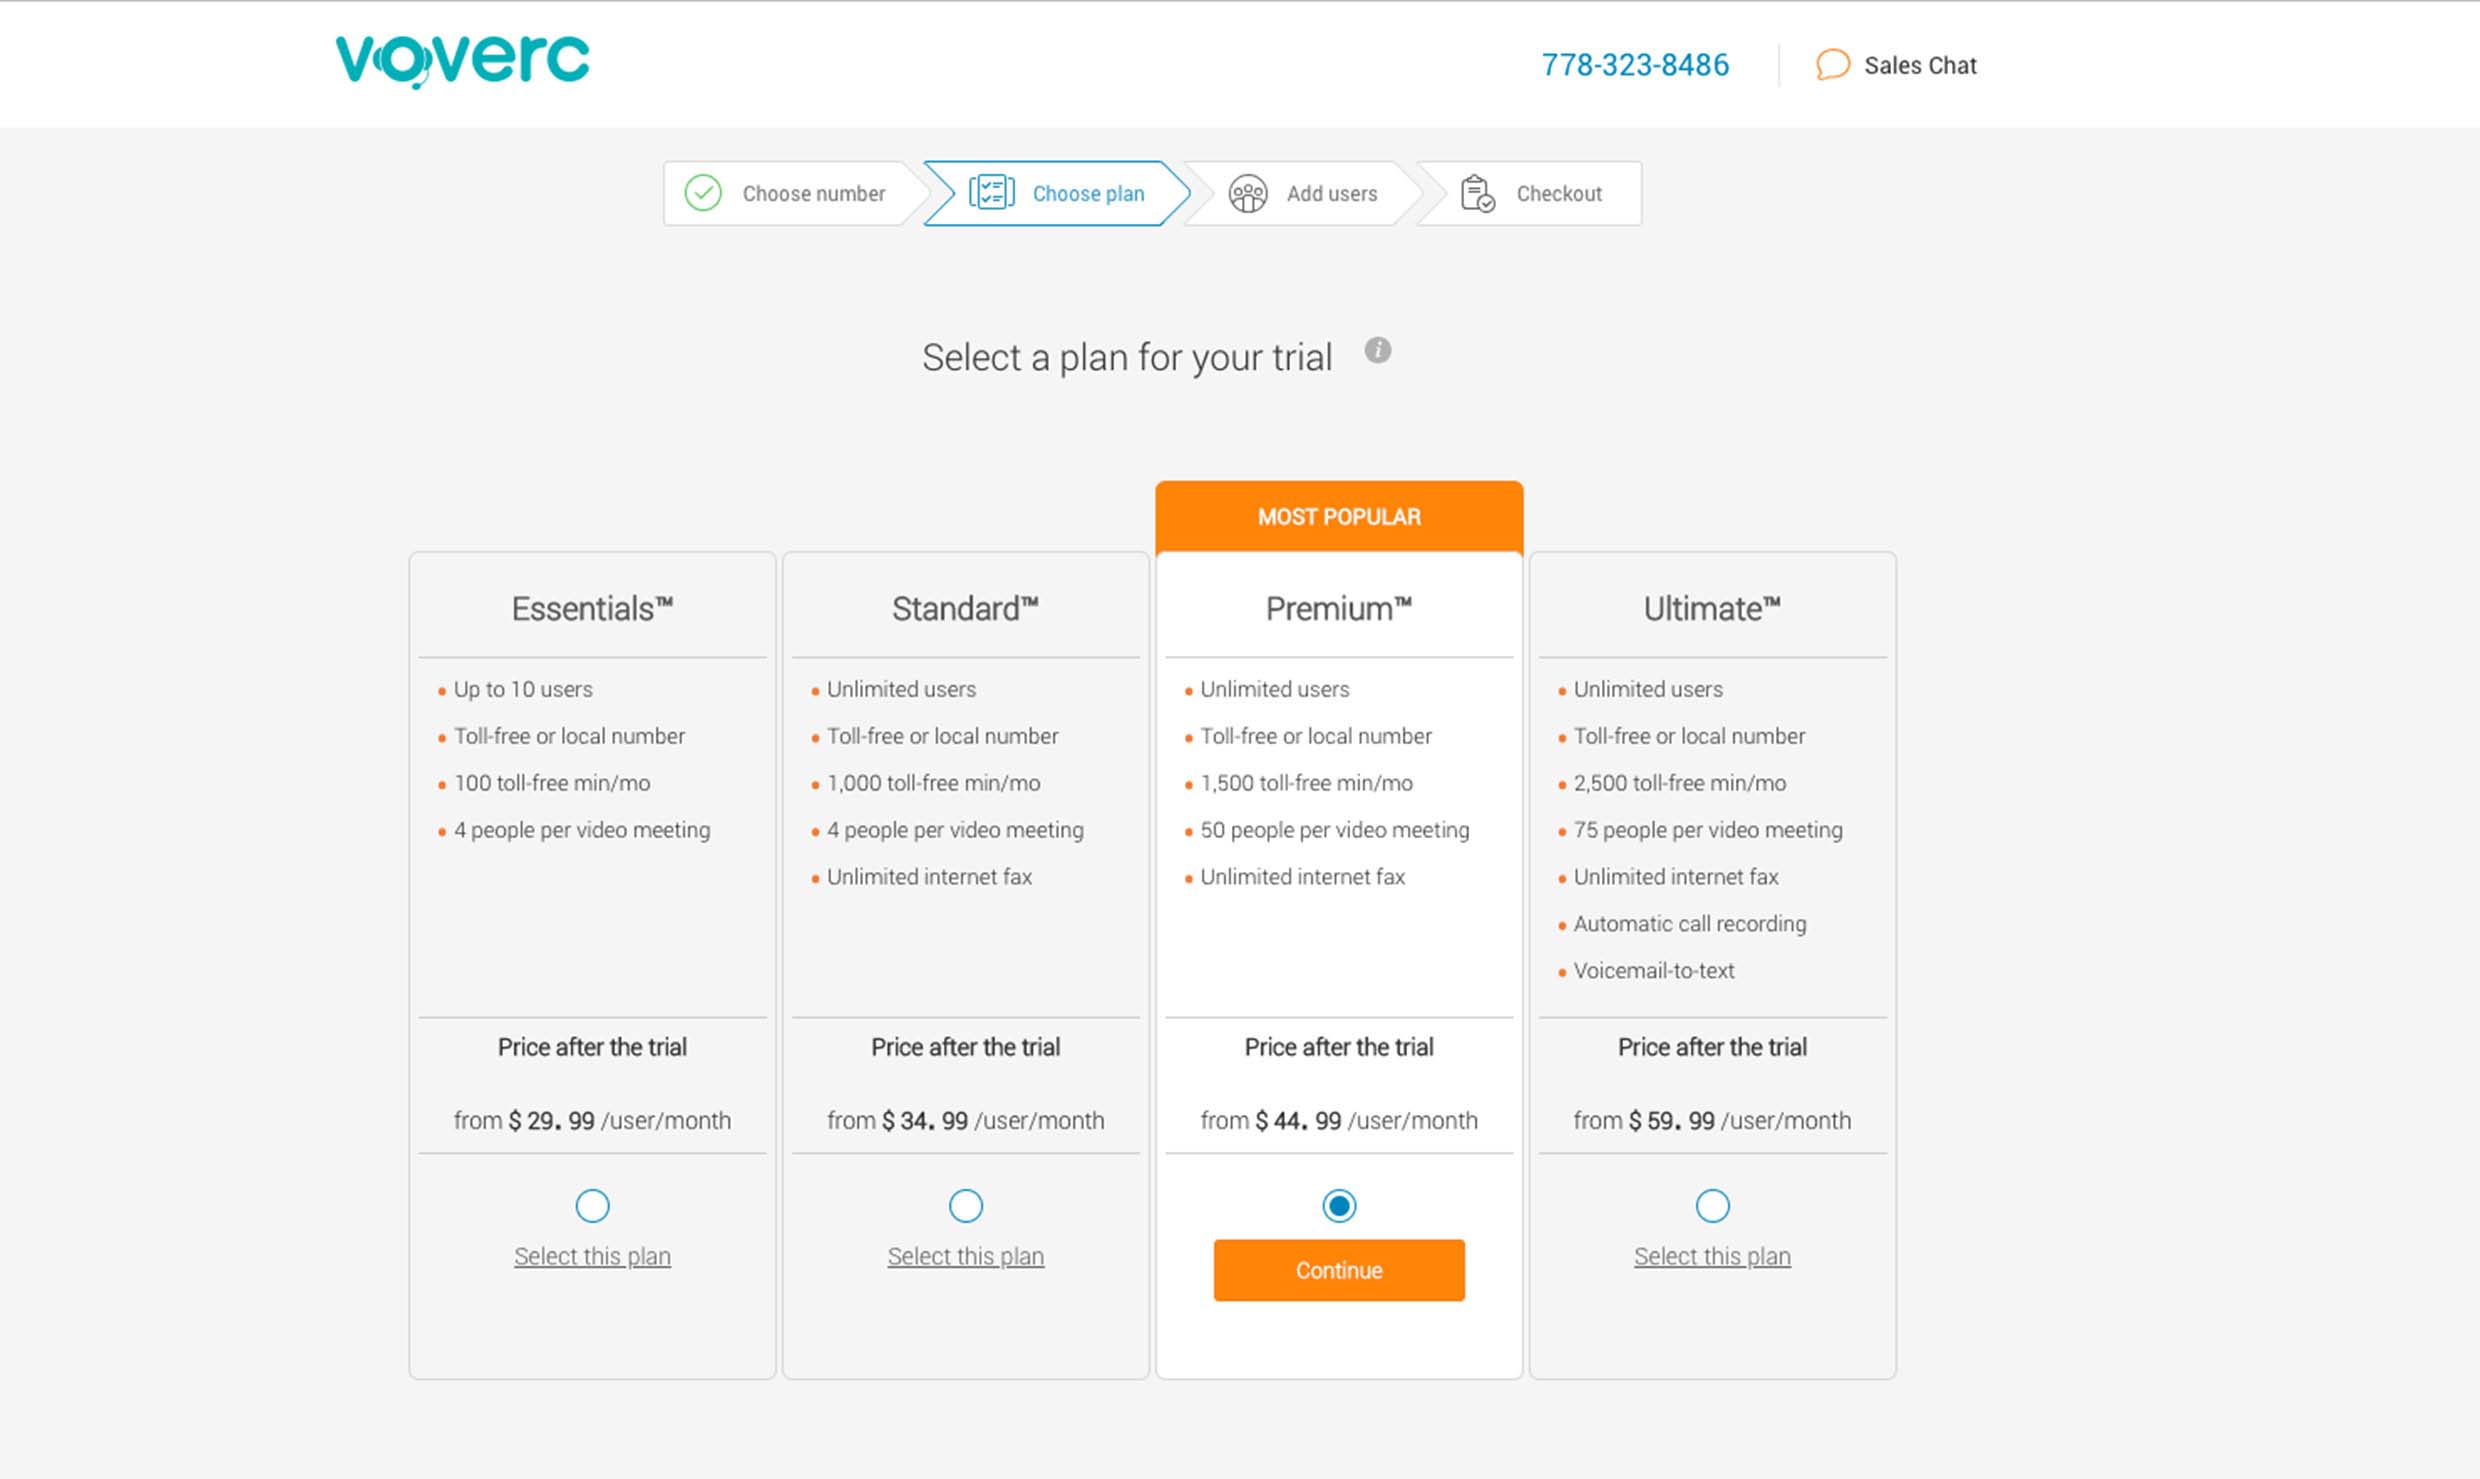 voverc
778-323-8486
Sales Chat
Choose number
Choose plan
Add users
Checkout
Select a plan for your trial
i
MOST POPULAR
Essentials™
Up to 10 users
Toll-free or local number
100 toll-free min/mo
4 people per video meeting
Price after the trial
from $ 29. 99 /user/month
Select this plan
Standard™
Unlimited users
Toll-free or local number
1,000 toll-free min/mo
4 people per video meeting
Unlimited internet fax
Price after the trial
from $ 34. 99 /user/month
Select this plan
Premium™
Unlimited users
Toll-free or local number
1,500 toll-free min/mo
50 people per video meeting
Unlimited internet fax
Price after the trial
from $ 44. 99 /user/month
Continue
Ultimate™
Unlimited users
Toll-free or local number
2,500 toll-free min/mo
75 people per video meeting
Unlimited internet fax
Automatic call recording
Voicemail-to-text
Price after the trial
from $ 59. 99 /user/month
Select this plan